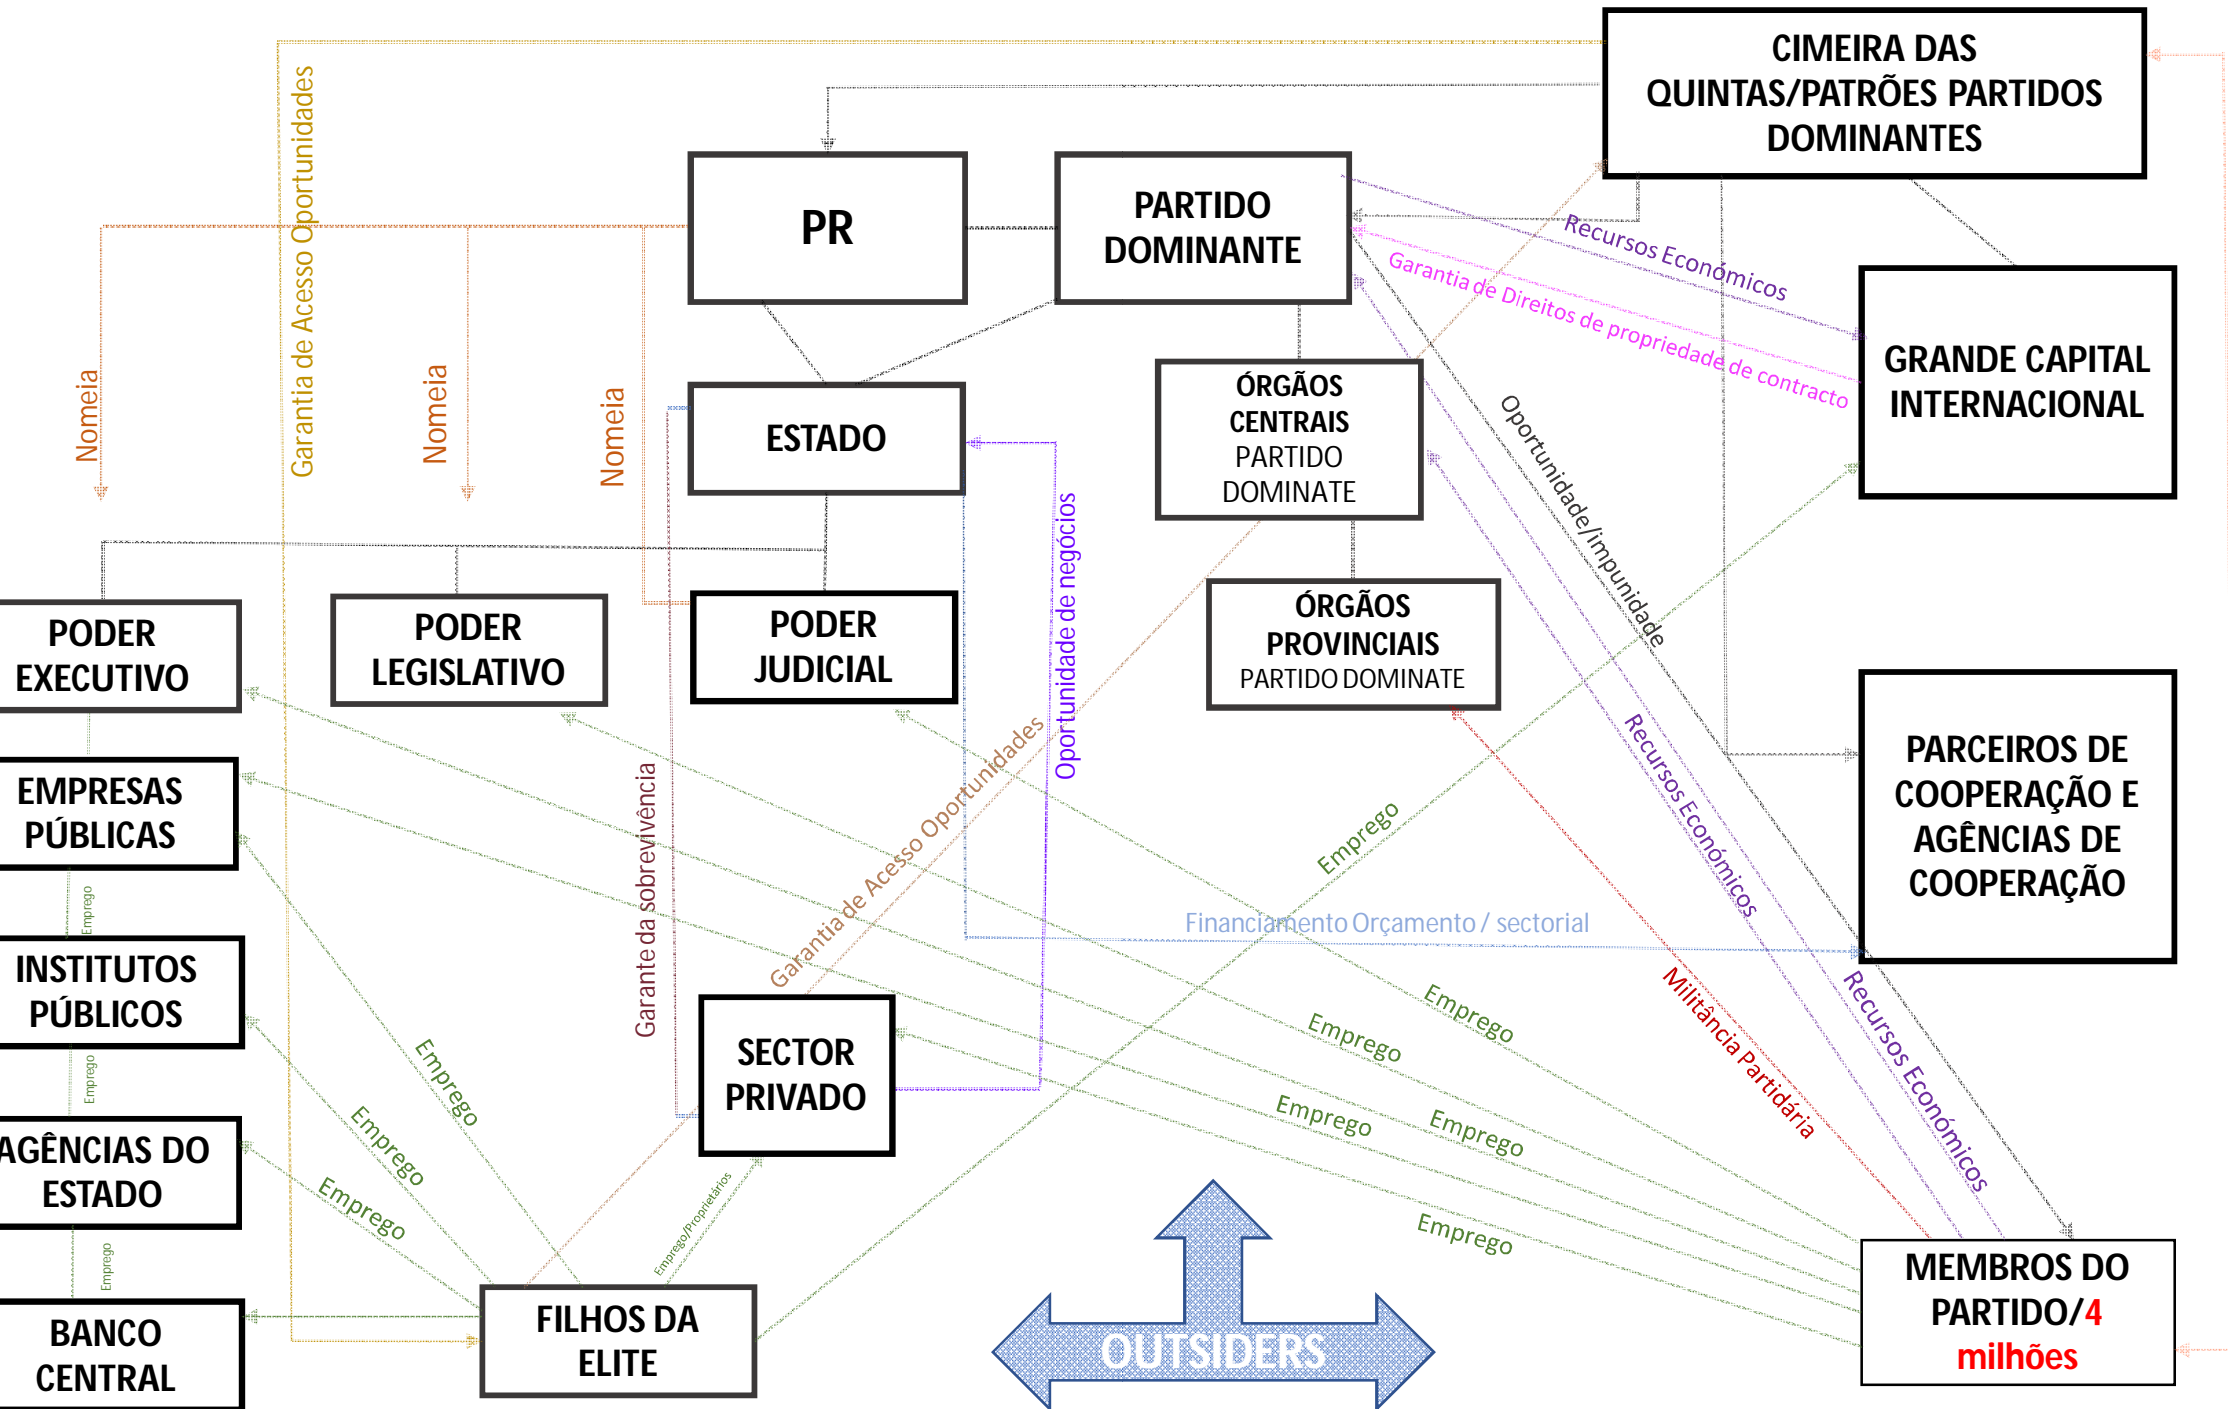 CIMEIRA DAS
QUINTAS/PATRÕES PARTIDOS
DOMINANTES
Garantia de Acesso Oportunidades
PR
PARTIDO
DOMINANTE
Recursos Económicos
Garantia de Direitos de propriedade de contracto
GRANDE CAPITAL
INTERNACIONAL
Nomeia
Nomeia
Nomeia
ESTADO
ÓRGÃOS
CENTRAIS
PARTIDO
DOMINATE
Oportunidade/impunidade
Oportunidade de negócios
PODER
EXECUTIVO
PODER
LEGISLATIVO
PODER
JUDICIAL
ÓRGÃOS
PROVINCIAIS
PARTIDO DOMINATE
EMPRESAS
PÚBLICAS
Garante da sobrevivência
Garantia de Acesso Oportunidades
Emprego
Recursos Económicos
PARCEIROS DE
COOPERAÇÃO E
AGÊNCIAS DE
COOPERAÇÃO
Emprego
Financiamento Orçamento / sectorial
INSTITUTOS
PÚBLICOS
Militância Partidária
Recursos Económicos
Emprego
Emprego
Emprego
Emprego
Emprego
SECTOR
PRIVADO
Emprego
Emprego
Emprego
AGÊNCIAS DO
ESTADO
Emprego
Emprego/Proprietários
Emprego
Emprego
BANCO
CENTRAL
FILHOS DA
ELITE
OUTSIDERS
MEMBROS DO
PARTIDO/4
milhões